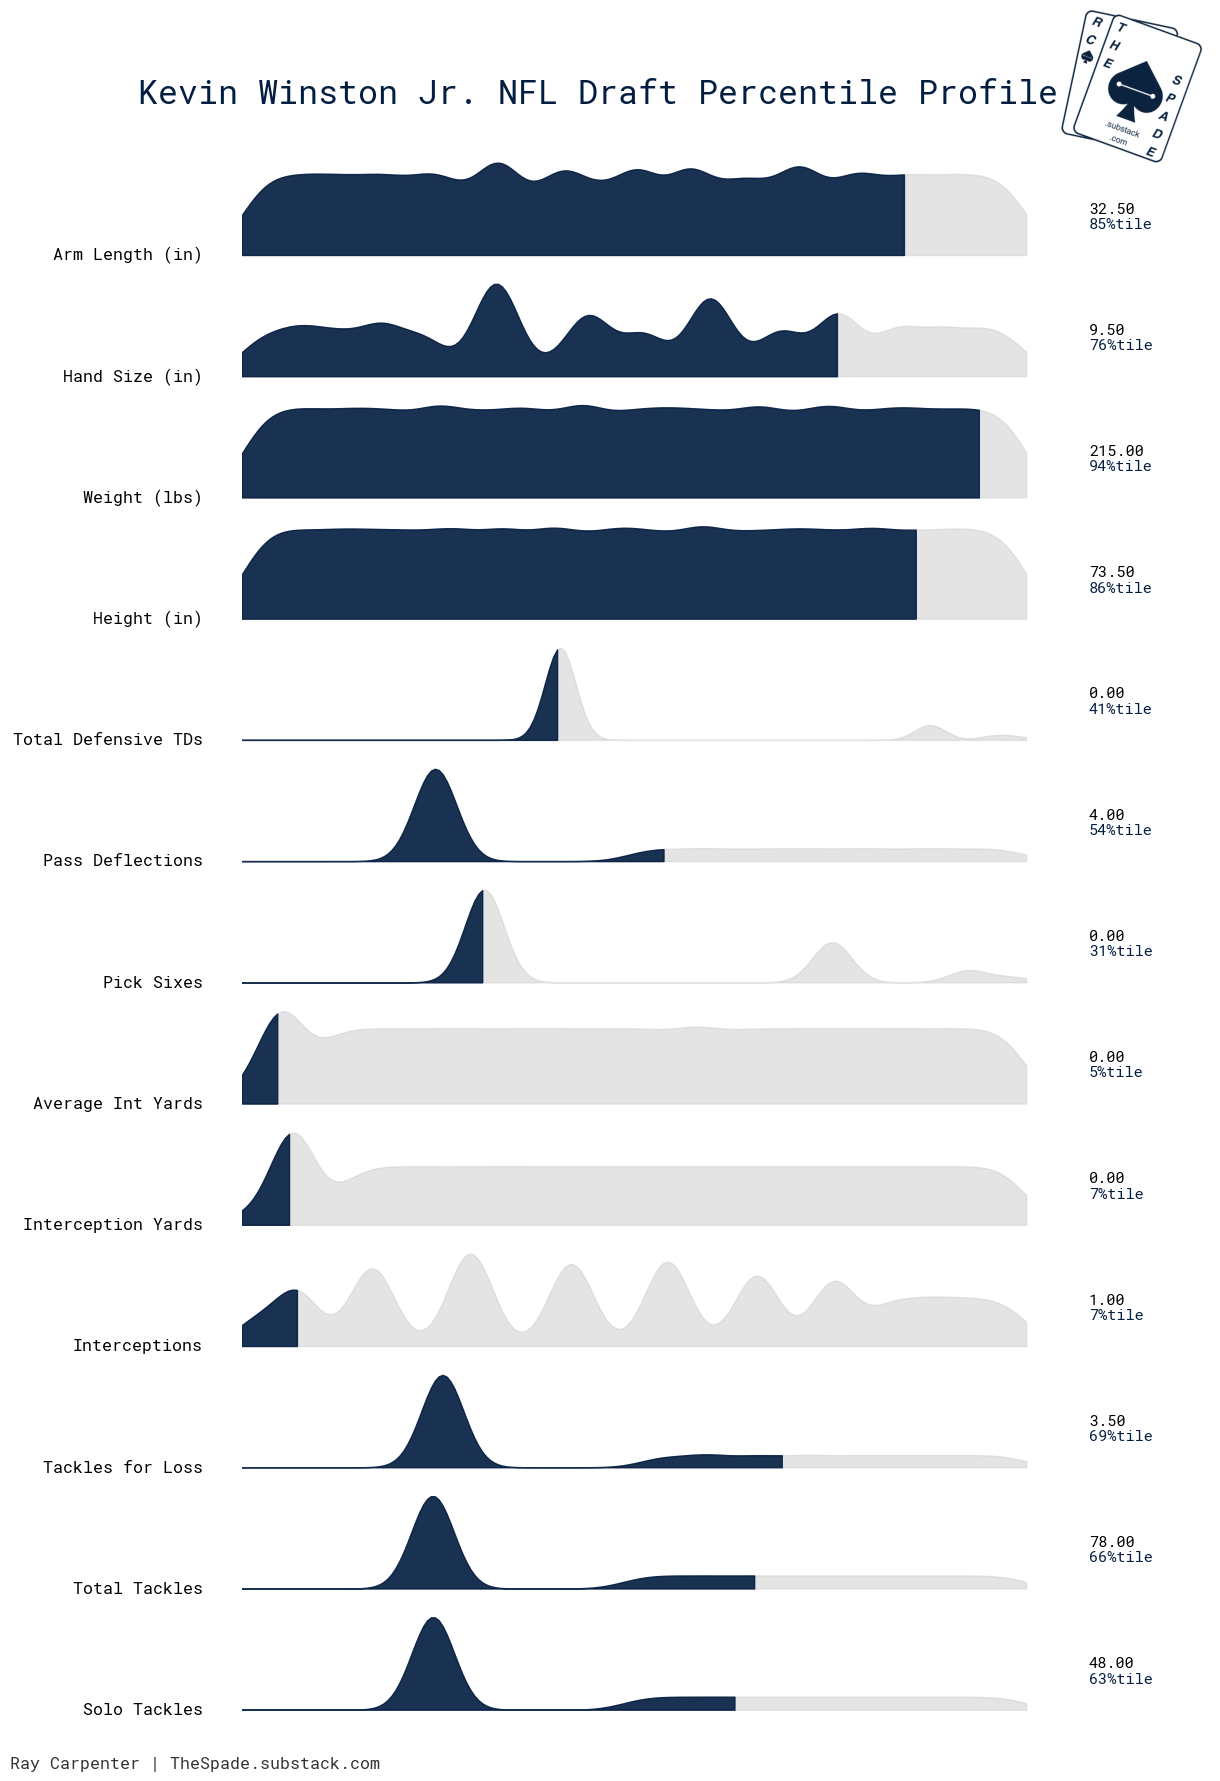 R
C
T
H
E
S
P
A
D
E
.substack
.com
Kevin Winston Jr. NFL Draft Percentile Profile
32.50
85%tile
Arm Length (in)
9.50
76%tile
Hand Size (in)
215.00
94%tile
Weight (lbs)
73.50
86%tile
Height (in)
0.00
41%tile
Total Defensive TDs
4.00
54%tile
Pass Deflections
0.00
31%tile
Pick Sixes
0.00
5%tile
Average Int Yards
0.00
7%tile
Interception Yards
1.00
7%tile
Interceptions
3.50
69%tile
Tackles for Loss
78.00
66%tile
Total Tackles
48.00
63%tile
Solo Tackles
Ray Carpenter | TheSpade.substack.com